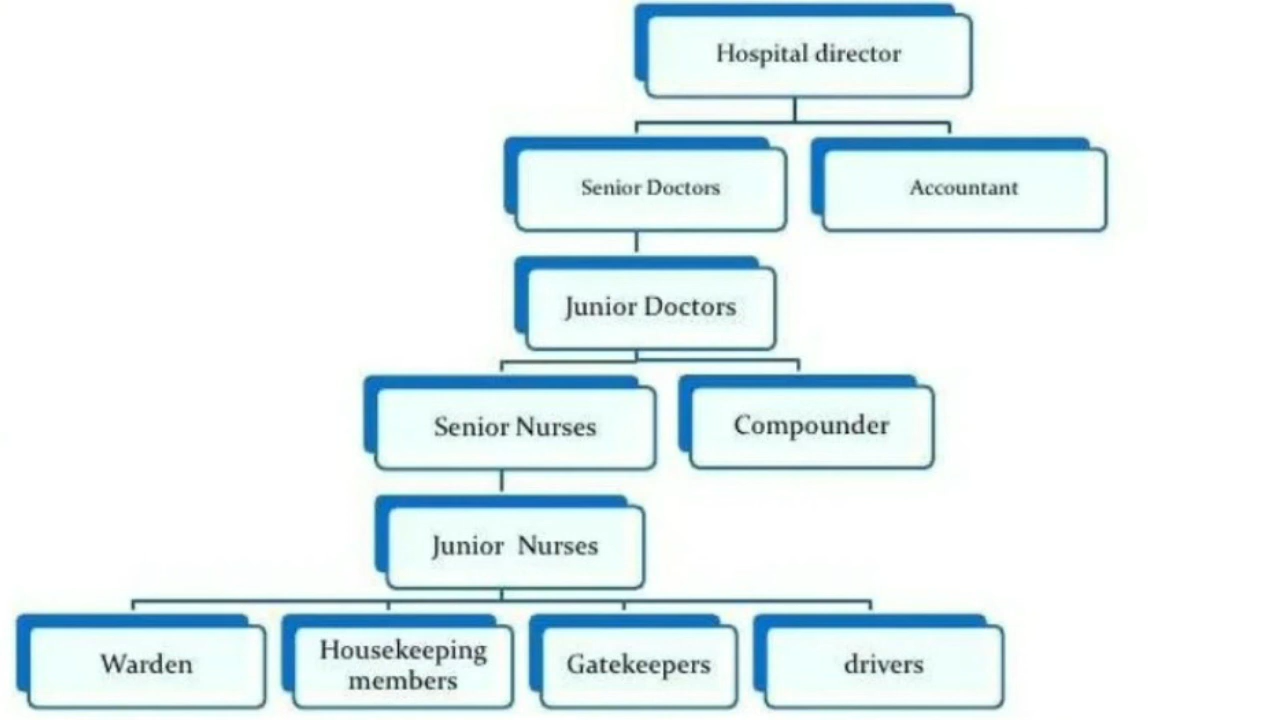 Hospital director
Senior Doctors
Accountant
Junior Doctors
Senior Nurses
Compounder
Junior Nurses
Warden
Housekeeping
members
Gatekeepers
drivers